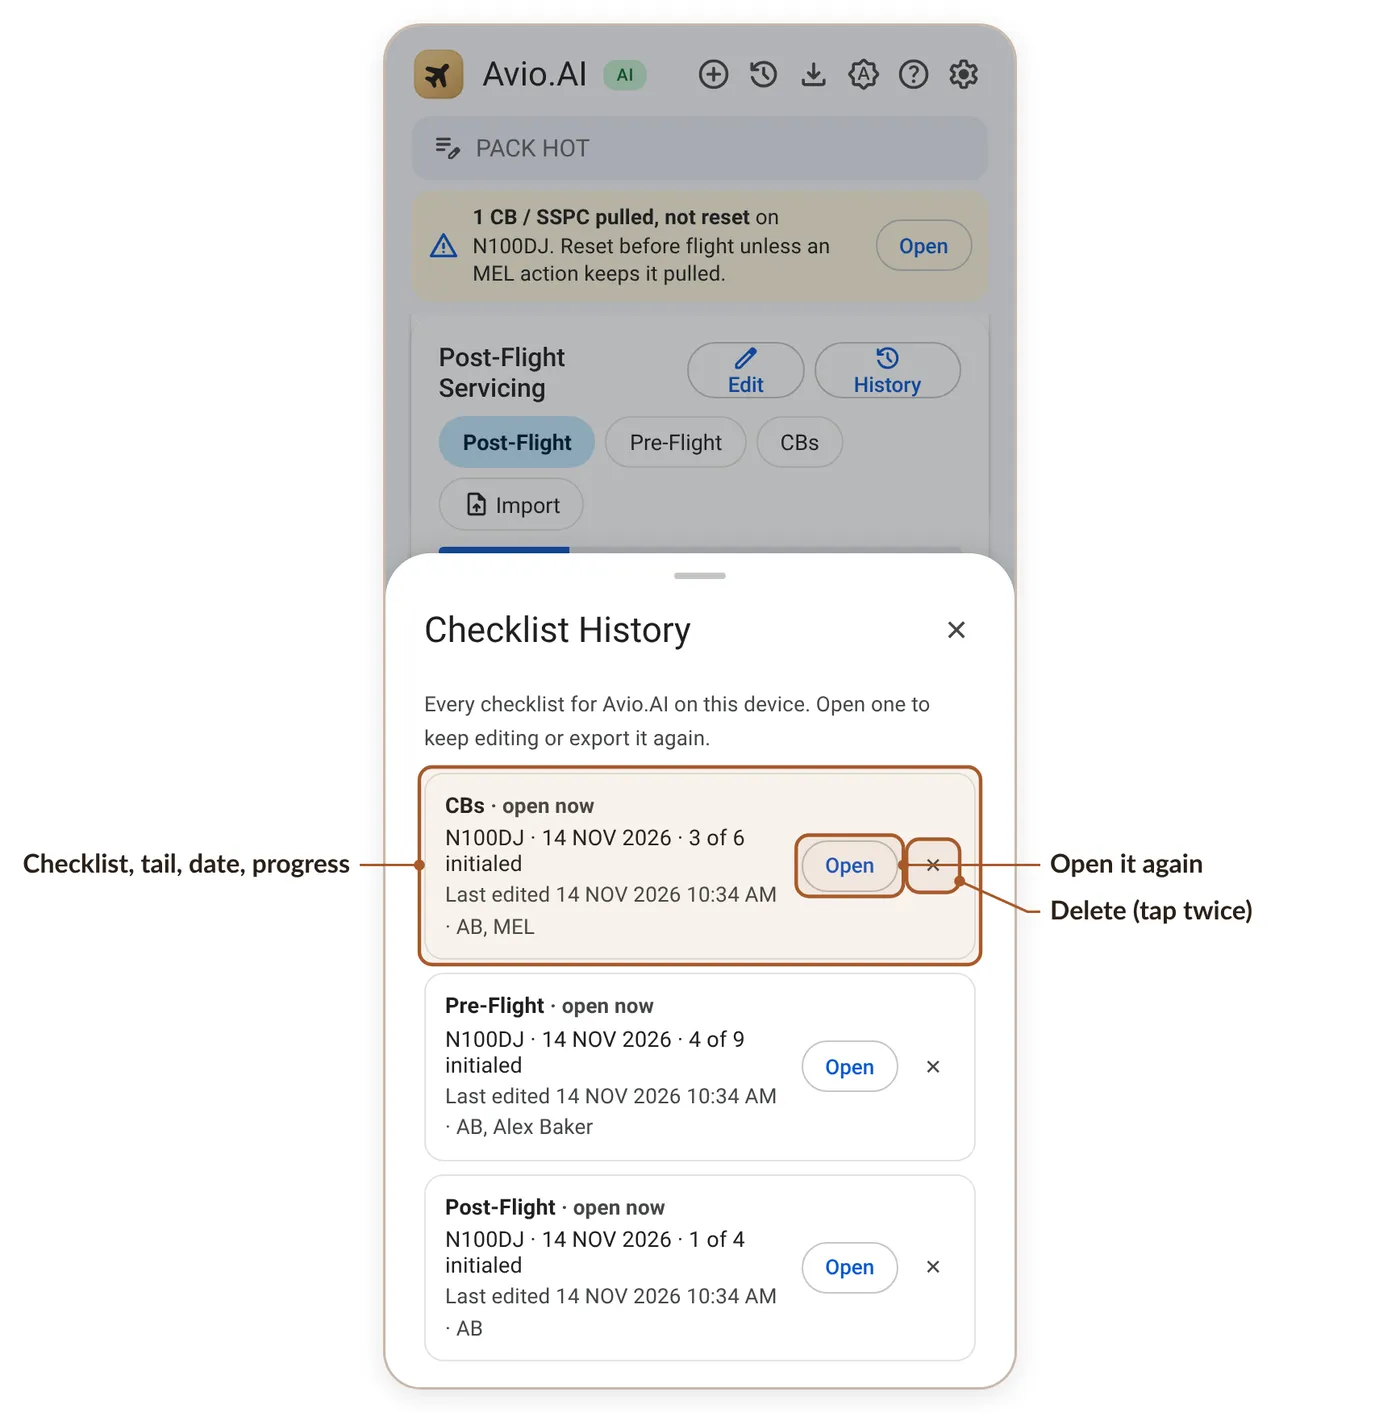 Avio.AI AI
PACK HOT
1 CB / SSPC pulled, not reset on
N100DJ. Reset before flight unless an
MEL action keeps it pulled.
Open
Post-Flight
Servicing
Edit
History
Post-Flight
Pre-Flight
CBs
Import
Checklist History
Every checklist for Avio.AI on this device. Open one to
keep editing or export it again.
CBs · open now
N100DJ · 14 NOV 2026 · 3 of 6
initialed
Last edited 14 NOV 2026 10:34 AM
· AB, MEL
Open
Checklist, tail, date, progress
Open it again
Delete (tap twice)
Pre-Flight · open now
N100DJ · 14 NOV 2026 · 4 of 9
initialed
Last edited 14 NOV 2026 10:34 AM
· AB, Alex Baker
Open
Post-Flight · open now
N100DJ · 14 NOV 2026 · 1 of 4
initialed
Last edited 14 NOV 2026 10:34 AM
· AB
Open